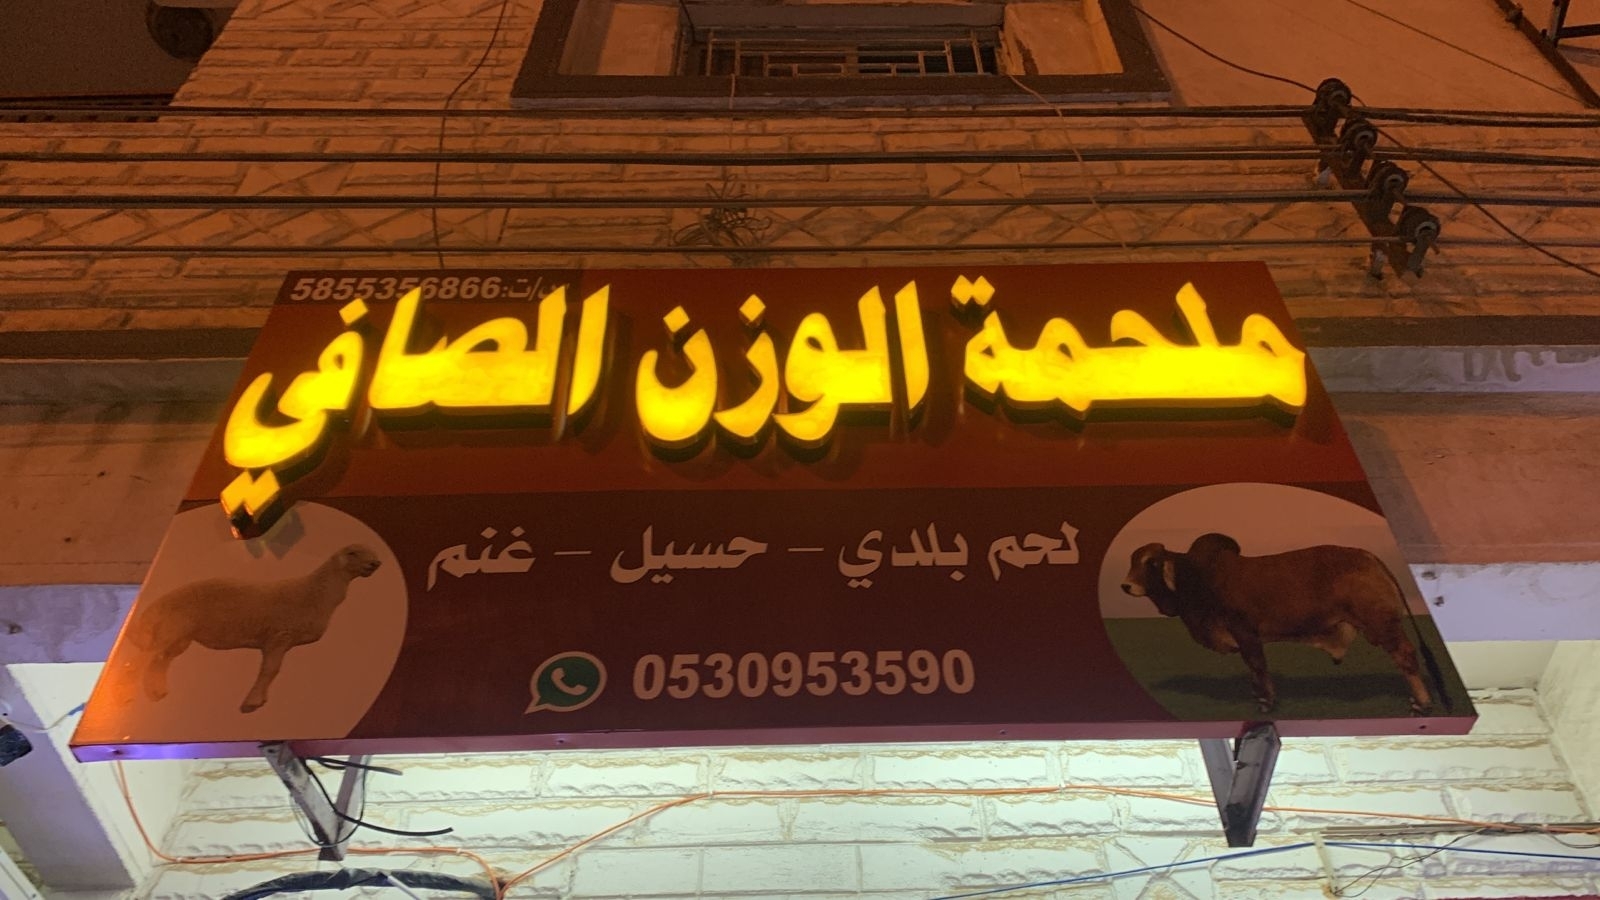 س/ت:5855356866
ملحمة الوزن الصافي
لحم بلدي - حسيل - غنم
0530953590